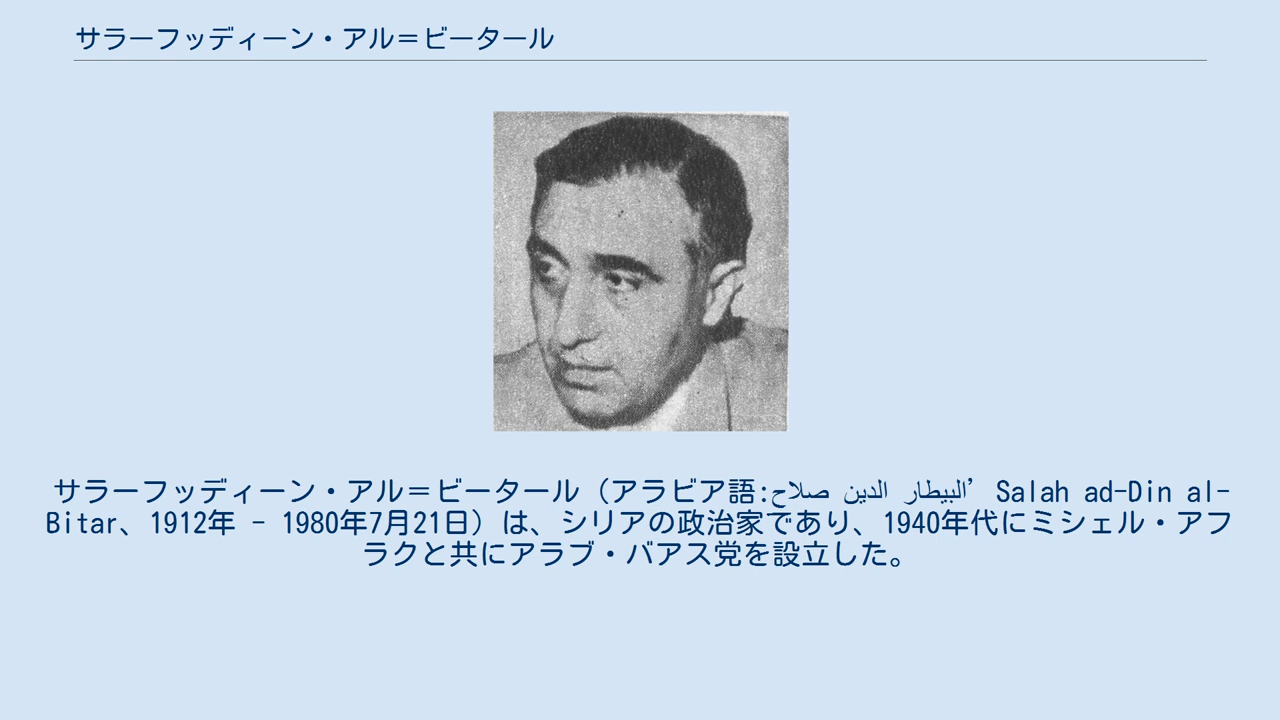 サラーフッディーン・アル＝ビータール
サラーフッディーン・アル＝ビータール（アラビア語:صلاح الدين البيطار’ Salah ad-Din al-
Bitar、1912年 - 1980年7月21日）は、シリアの政治家であり、1940年代にミシェル・アフ
ラクと共にアラブ・バアス党を設立した。